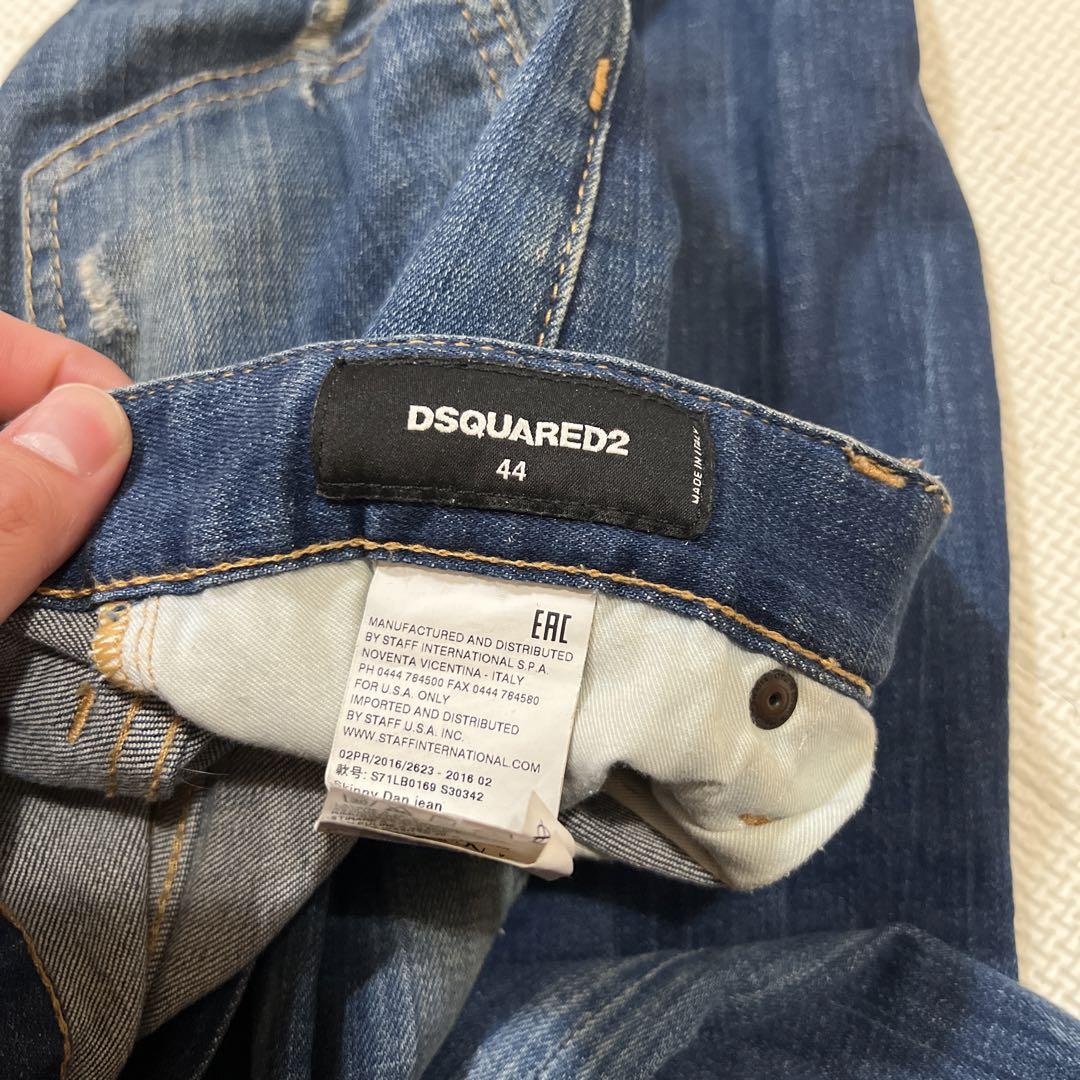 DSQUARED2
44
MADE IN ITALY
EAC
MANUFACTURED AND DISTRIBUTED
BY STAFF INTERNATIONAL S.P.A.
NOVENTA VICENTINA - ITALY
PH 0444 784500 FAX 0444 784580
FOR U.S.A. ONLY
IMPORTED AND DISTRIBUTED
BY STAFF U.S.A. INC.
WWW.STAFFINTERNATIONAL.COM
02PR/2016/2623 - 2016 02
款号: S71LB0169 S30342
Skinny Dan jean